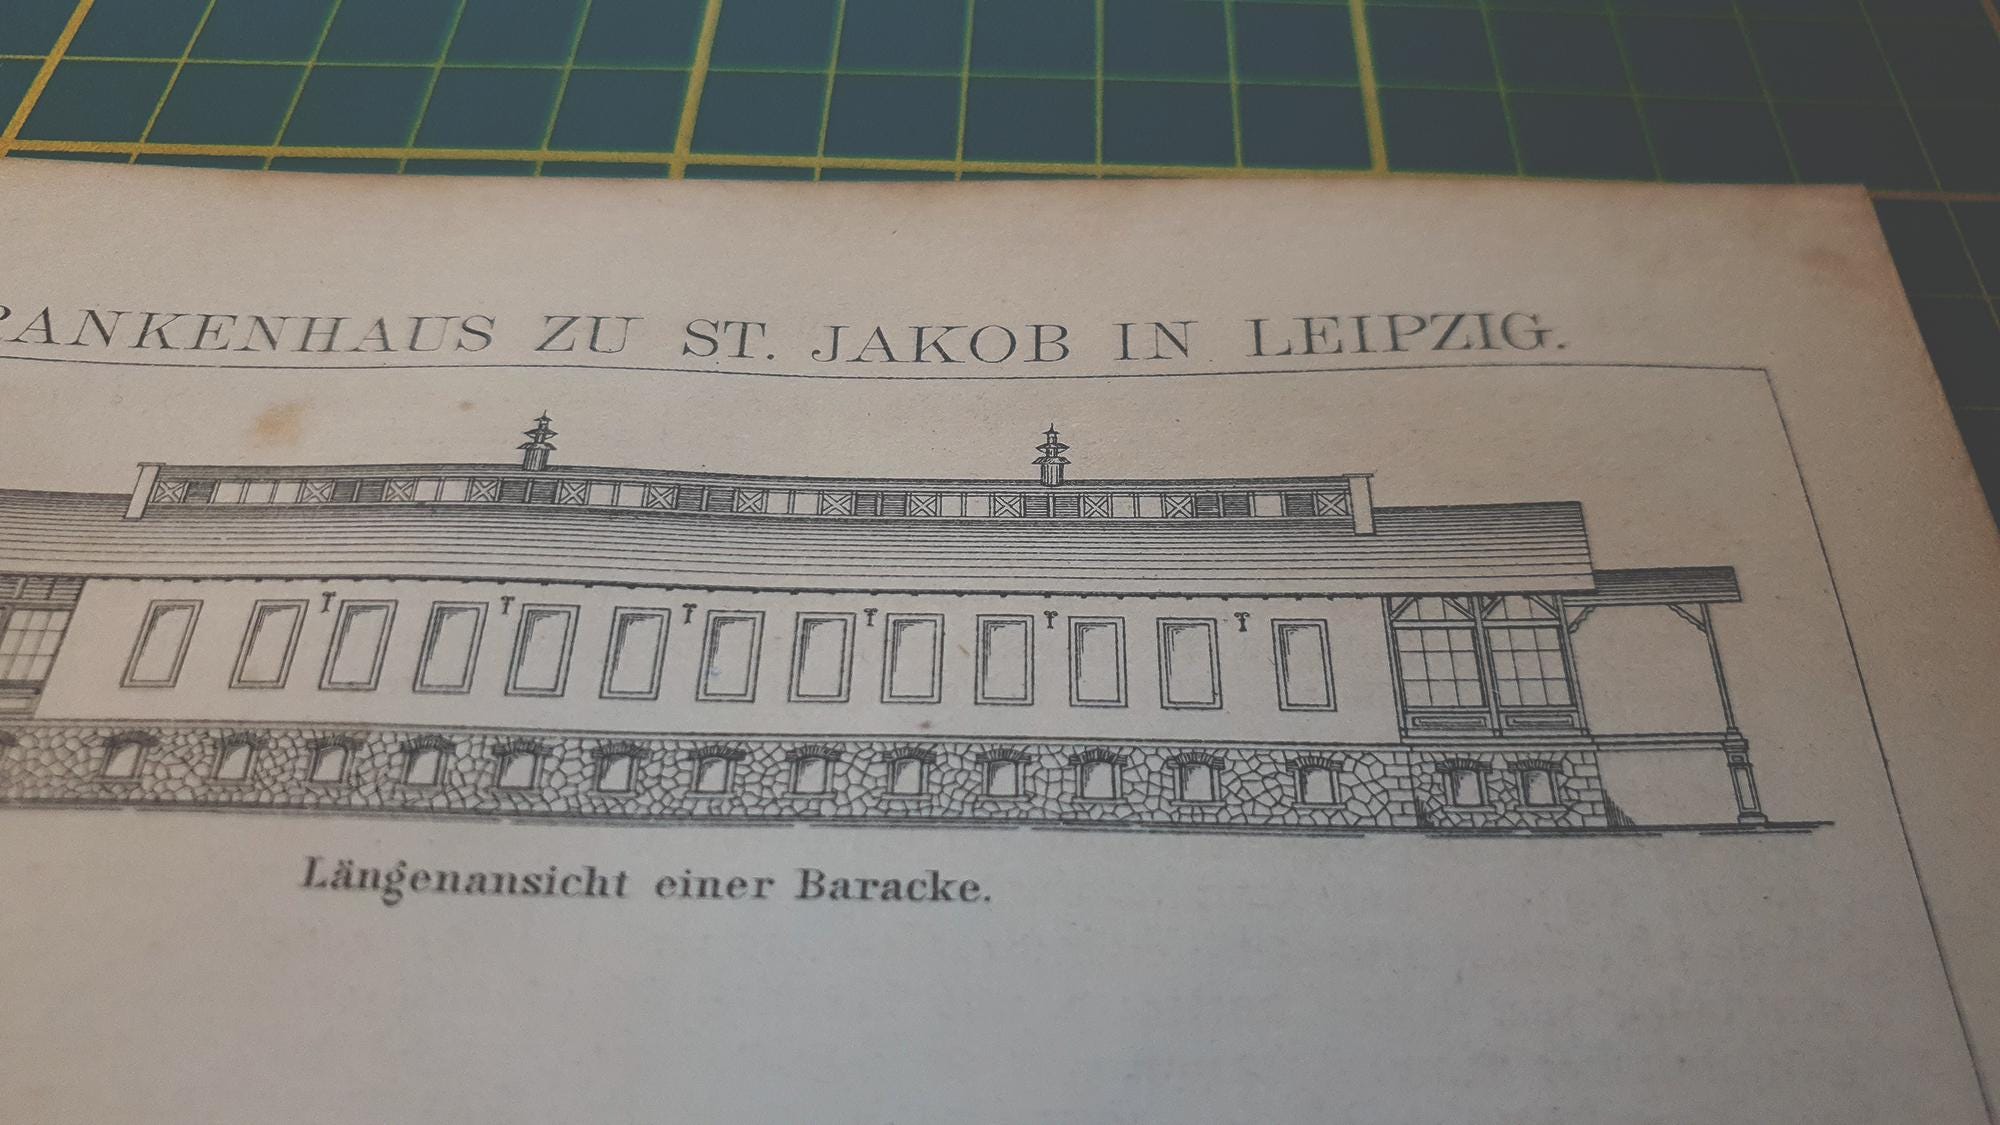 RANKENHAUS ZU ST. JAKOB IN LEIPZIG.
Längenansicht einer Baracke.